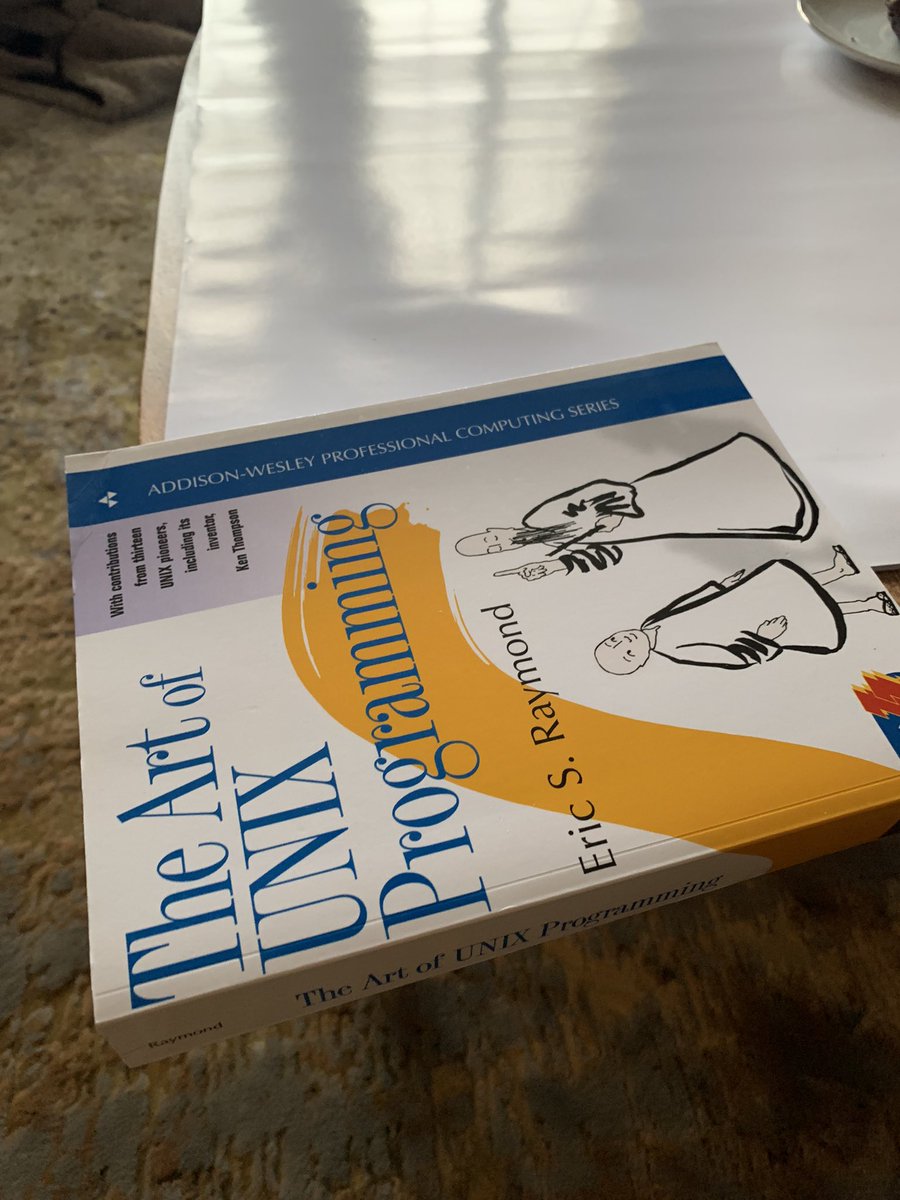 ADDISON-WESLEY PROFESSIONAL COMPUTING SERIES
With contributions
from thirteen
UNIX pioneers,
including its
inventor,
Ken Thompson
The Art of
UNIX
Programming
Eric S. Raymond
Raymond
The Art of UNIX Programming